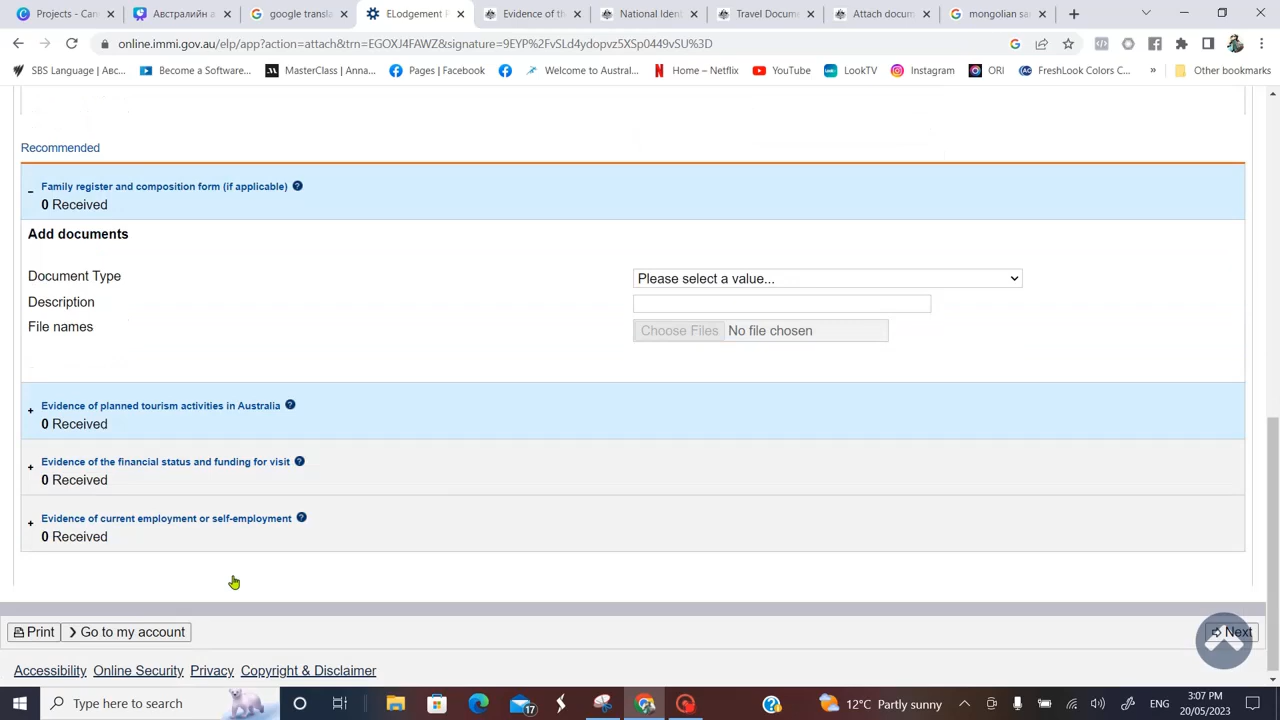 Projects - Can
Австралийн а
google transla
ELodgement F
Evidence of th
National Iden
Travel Docum
Attach docum
mongolian sa
online.immi.gov.au/elp/app?action=attach&trn=EGOXJ4FAWZ&signature=9EYP%2FvSLd4ydopvz5XSp0449vSU%3D
SBS Language | Авс...
Become a Software...
MasterClass | Anna...
Pages | Facebook
Welcome to Austral...
Home – Netflix
YouTube
LookTV
Instagram
ORI
FreshLook Colors C...
Other bookmarks
Recommended
Family register and composition form (if applicable)
0 Received
Add documents
Document Type
Please select a value...
Description
File names
Choose Files No file chosen
Evidence of planned tourism activities in Australia
0 Received
Evidence of the financial status and funding for visit
0 Received
Evidence of current employment or self-employment
0 Received
Print
Go to my account
Next
Accessibility Online Security Privacy Copyright & Disclaimer
Type here to search
17
12°C Partly sunny
ENG
3:07 PM
20/05/2023